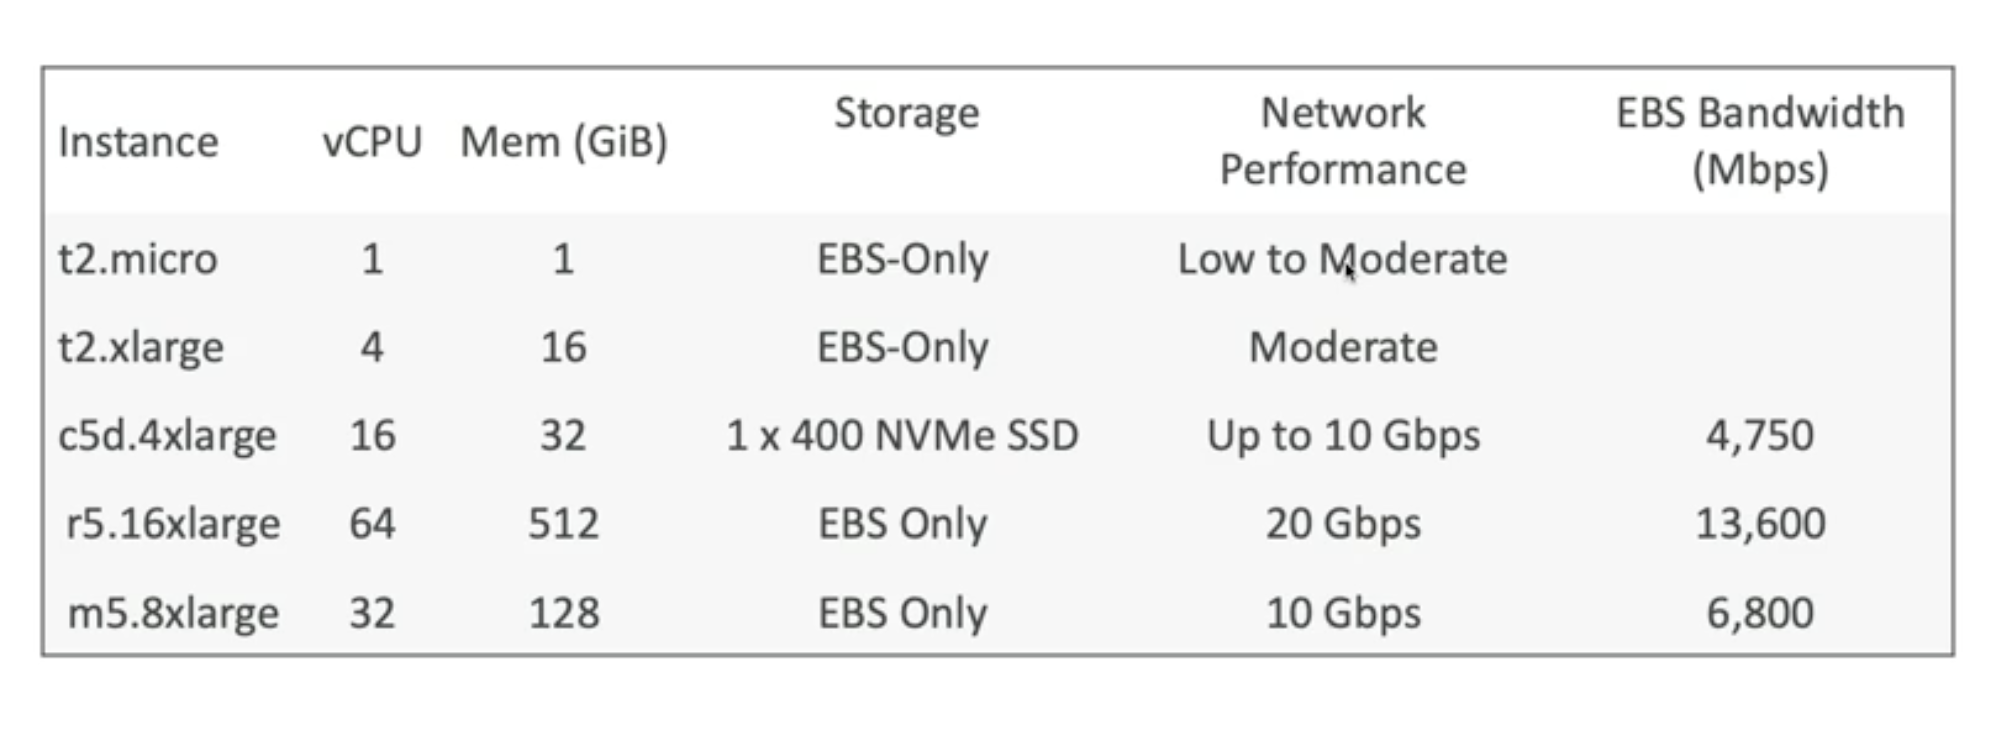 Instance vCPU Mem (GiB) Storage Network Performance EBS Bandwidth (Mbps)
t2.micro 1 1 EBS-Only Low to Moderate
t2.xlarge 4 16 EBS-Only Moderate
c5d.4xlarge 16 32 1 x 400 NVMe SSD Up to 10 Gbps 4,750
r5.16xlarge 64 512 EBS Only 20 Gbps 13,600
m5.8xlarge 32 128 EBS Only 10 Gbps 6,800